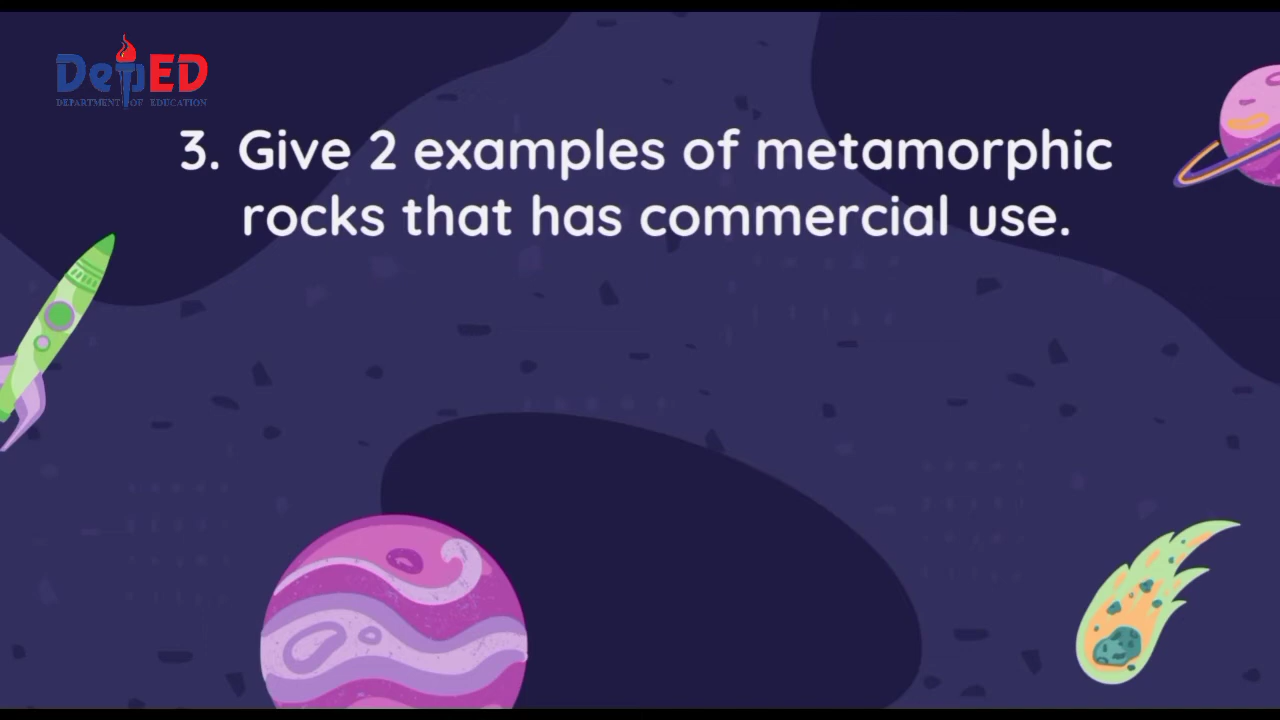 DepED
DEPARTMENT OF EDUCATION
3. Give 2 examples of metamorphic
rocks that has commercial use.